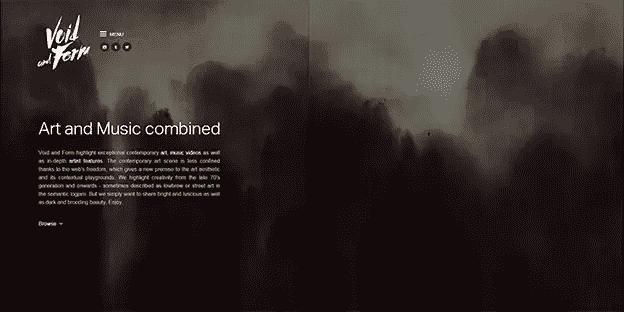 Void
and Form
MENU
Art and Music combined
Void and Form highlight exceptional contemporary art, music videos as well
as in-depth artist features. The contemporary art scene is less confined
thanks to the web's freedom, which gives a new premise to the art aesthetic
and its contextual playgrounds. We highlight creativity from the late 70's
generation and onwards - sometimes described as lowbrow or street art in
the semantic logam. But we simply want to share bright and luscious as well
as dark and brooding beauty. Enjoy.
Browse